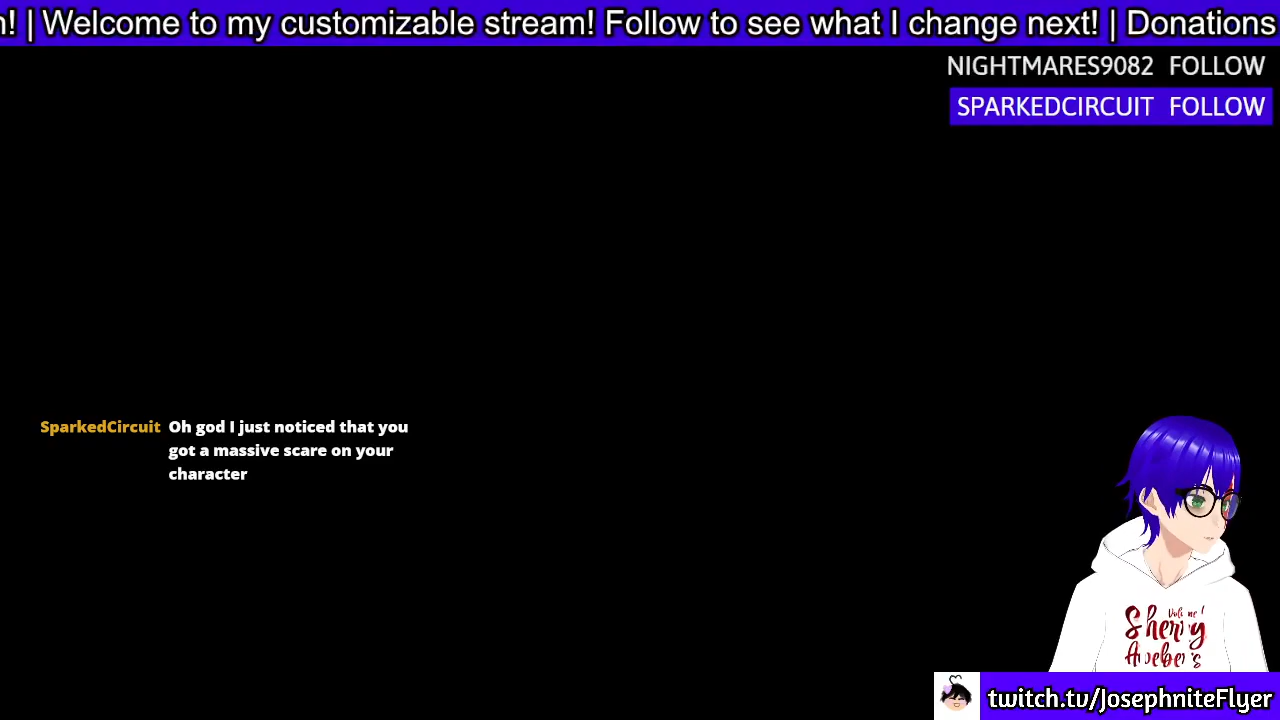 ! | Welcome to my customizable stream! Follow to see what I change next! | Donations
NIGHTMARES9082 FOLLOW
SPARKEDCIRCUIT FOLLOW
SparkedCircuit Oh god I just noticed that you
got a massive scare on your
character
Sherry
twitch.tv/JosephniteFlyer